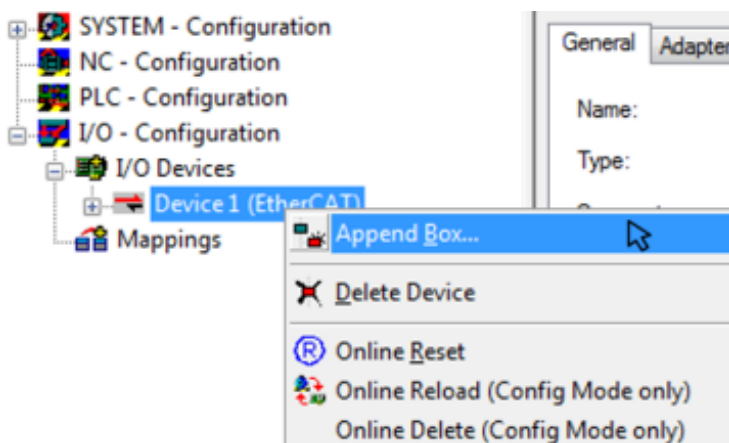 SYSTEM - Configuration
NC - Configuration
PLC - Configuration
I/O - Configuration
I/O Devices
Device 1 (EtherCAT)
Mappings
General Adapter
Name:
Type:
Append Box...
Delete Device
Online Reset
Online Reload (Config Mode only)
Online Delete (Config Mode only)